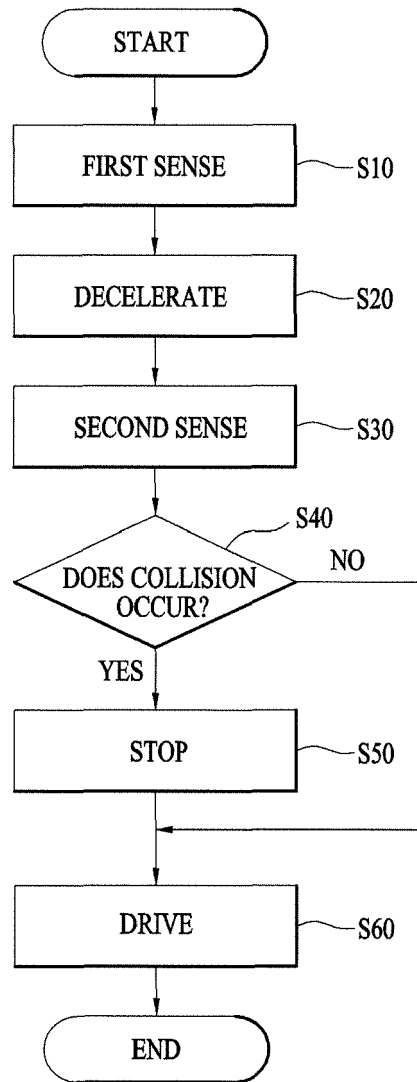 START
FIRST SENSE
S10
DECELERATE
S20
SECOND SENSE
S30
S40
DOES COLLISION
OCCUR?
NO
YES
STOP
S50
DRIVE
S60
END